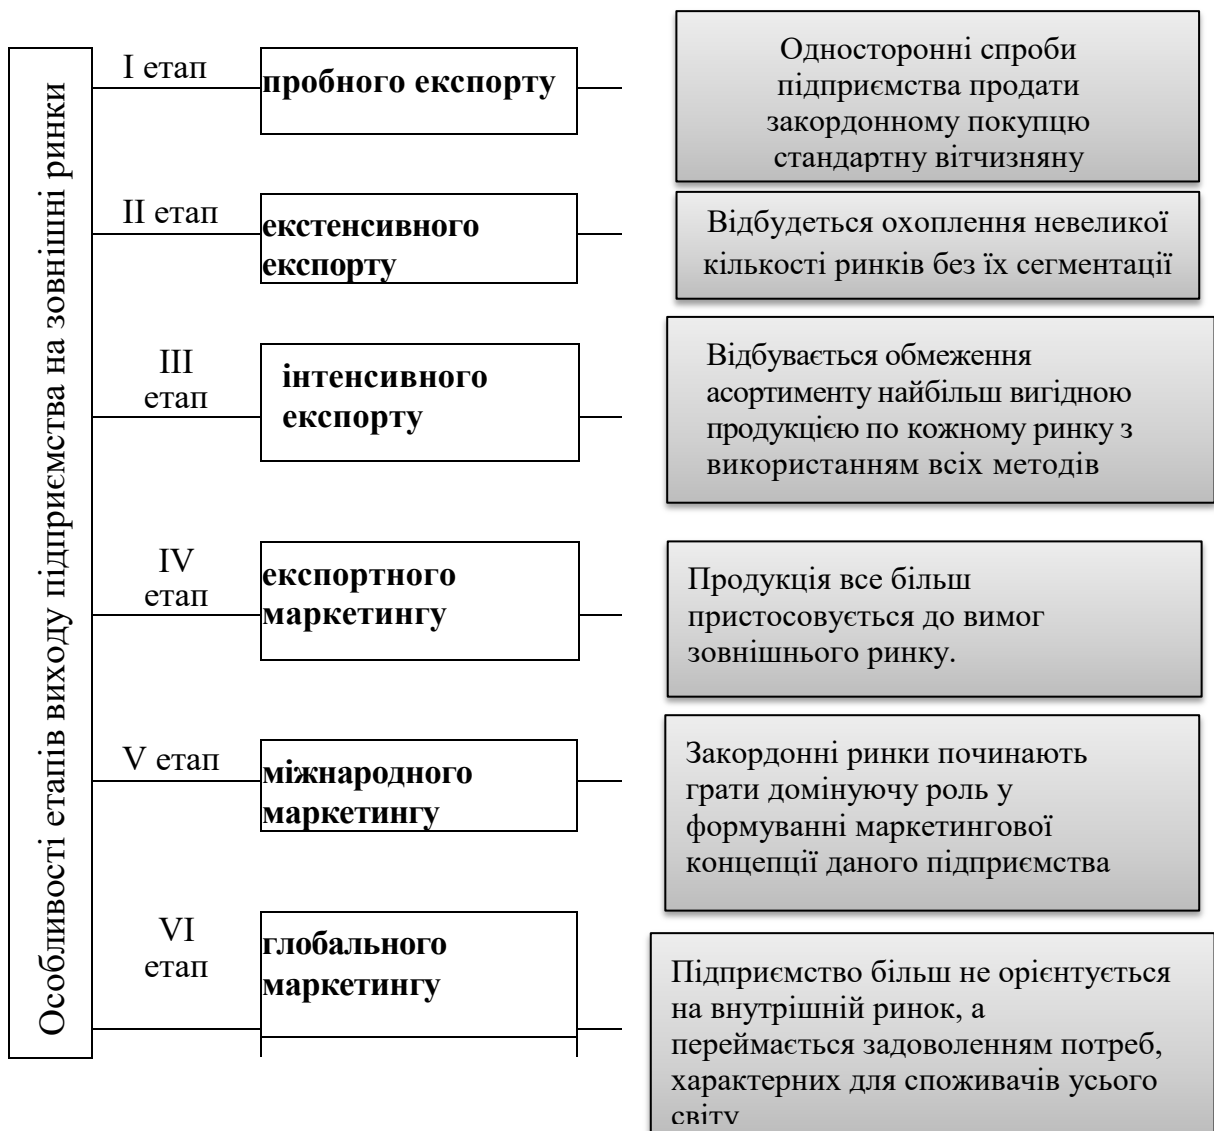 Особливості етапів виходу підприємства на зовнішні ринки
I етап
пробного експорту
Односторонні спроби
підприємства продати
закордонному покупцю
стандартну вітчизняну
II етап
екстенсивного
експорту
Відбудеться охоплення невеликої
кількості ринків без їх сегментації
III
етап
інтенсивного
експорту
Відбувається обмеження
асортименту найбільш вигідною
продукцією по кожному ринку з
використанням всіх методів
IV
етап
експортного
маркетингу
Продукція все більш
пристосовується до вимог
зовнішнього ринку.
V етап
міжнародного
маркетингу
Закордонні ринки починають
грати домінуючу роль у
формуванні маркетингової
концепції даного підприємства
VI
етап
глобального
маркетингу
Підприємство більш не орієнтується
на внутрішній ринок, а
переймається задоволенням потреб,
характерних для споживачів усього
світу